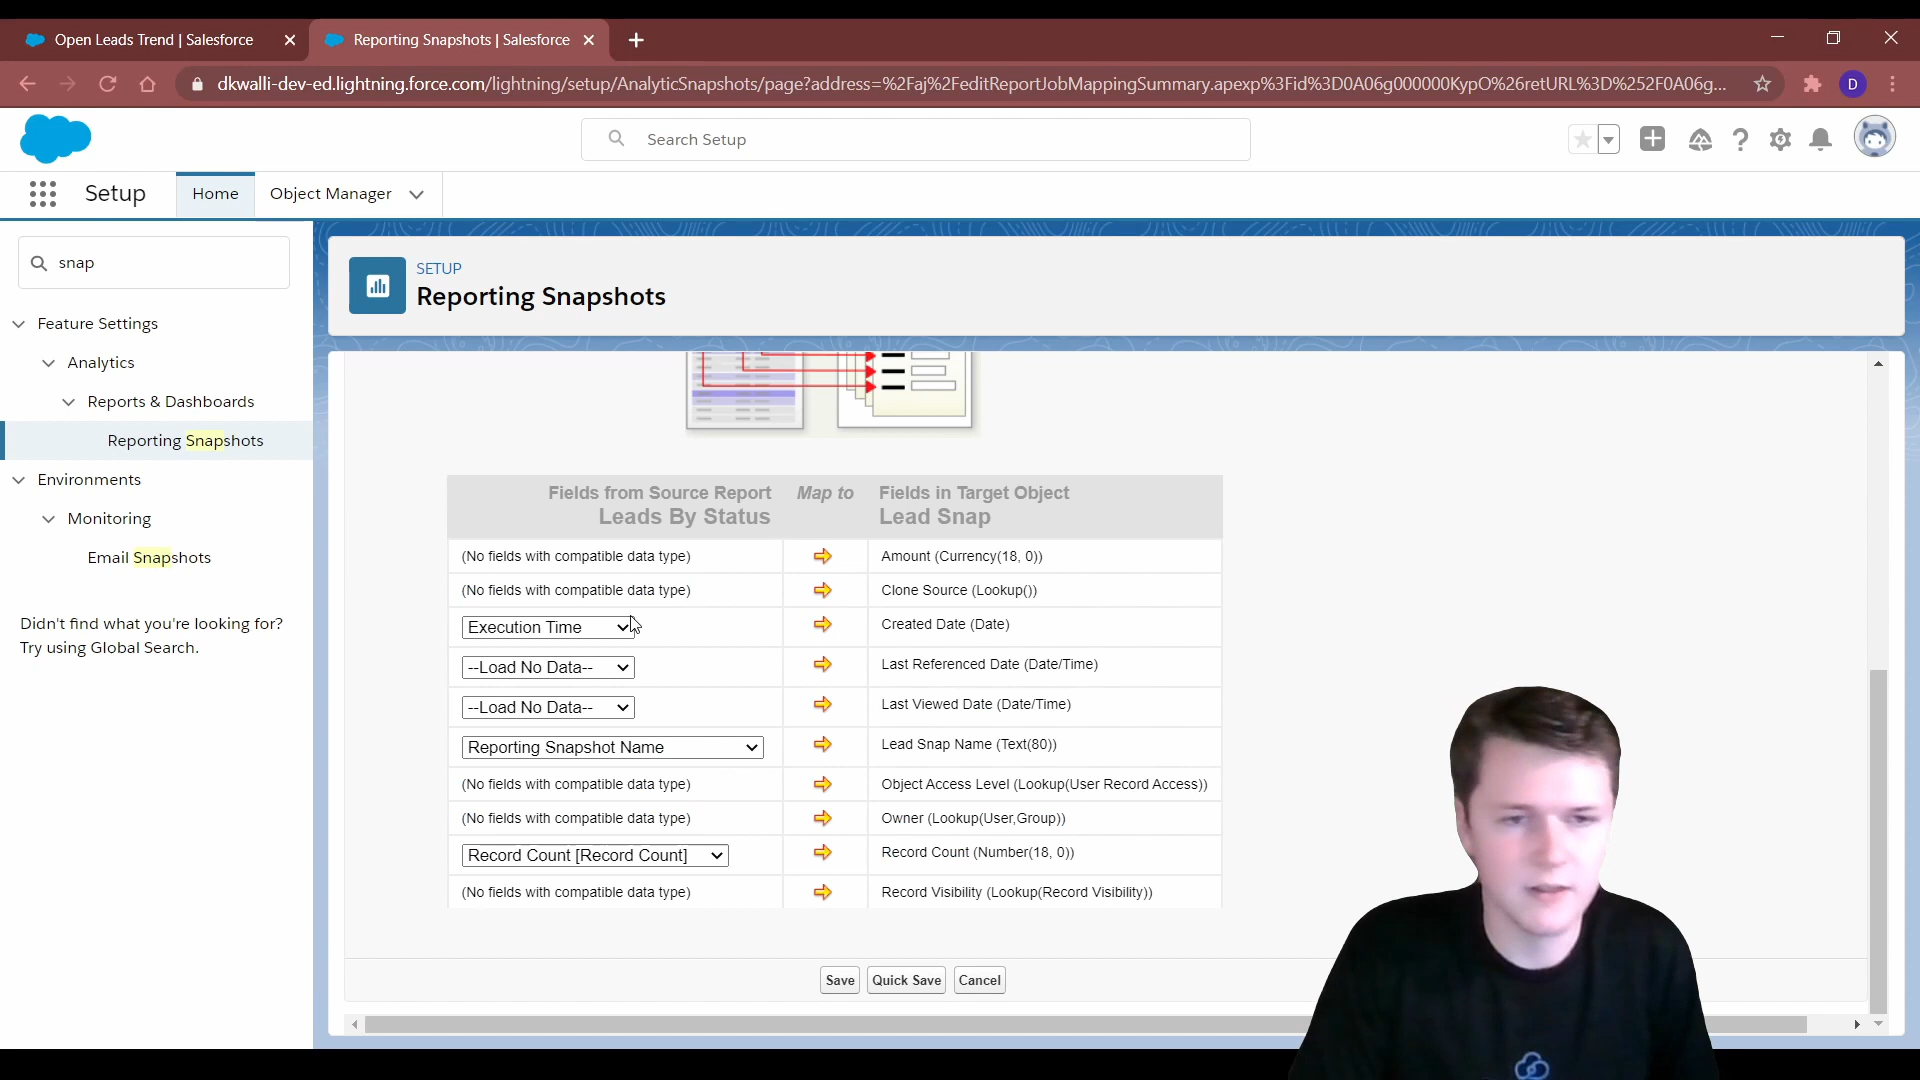 Open Leads Trend | Salesforce
Reporting Snapshots | Salesforce
dkwalli-dev-ed.lightning.force.com/lightning/setup/AnalyticSnapshots/page?address=%2Faj%2FeditReportJobMappingSummary.apexp%3Fid%3D0A06g000000KypO%26retURL%3D%252F0A06g...
D
Search Setup
Setup
Home
Object Manager
snap
Feature Settings
Analytics
Reports & Dashboards
Reporting Snapshots
Environments
Monitoring
Email Snapshots
Didn't find what you're looking for?
Try using Global Search.
SETUP
Reporting Snapshots
Fields from Source Report Map to Fields in Target Object
Leads By Status Lead Snap
(No fields with compatible data type) Amount (Currency(18, 0))
(No fields with compatible data type) Clone Source (Lookup())
Execution Time Created Date (Date)
--Load No Data-- Last Referenced Date (Date/Time)
--Load No Data-- Last Viewed Date (Date/Time)
Reporting Snapshot Name Lead Snap Name (Text(80))
(No fields with compatible data type) Object Access Level (Lookup(User Record Access))
(No fields with compatible data type) Owner (Lookup(User,Group))
Record Count [Record Count] Record Count (Number(18, 0))
(No fields with compatible data type) Record Visibility (Lookup(Record Visibility))
Save Quick Save Cancel